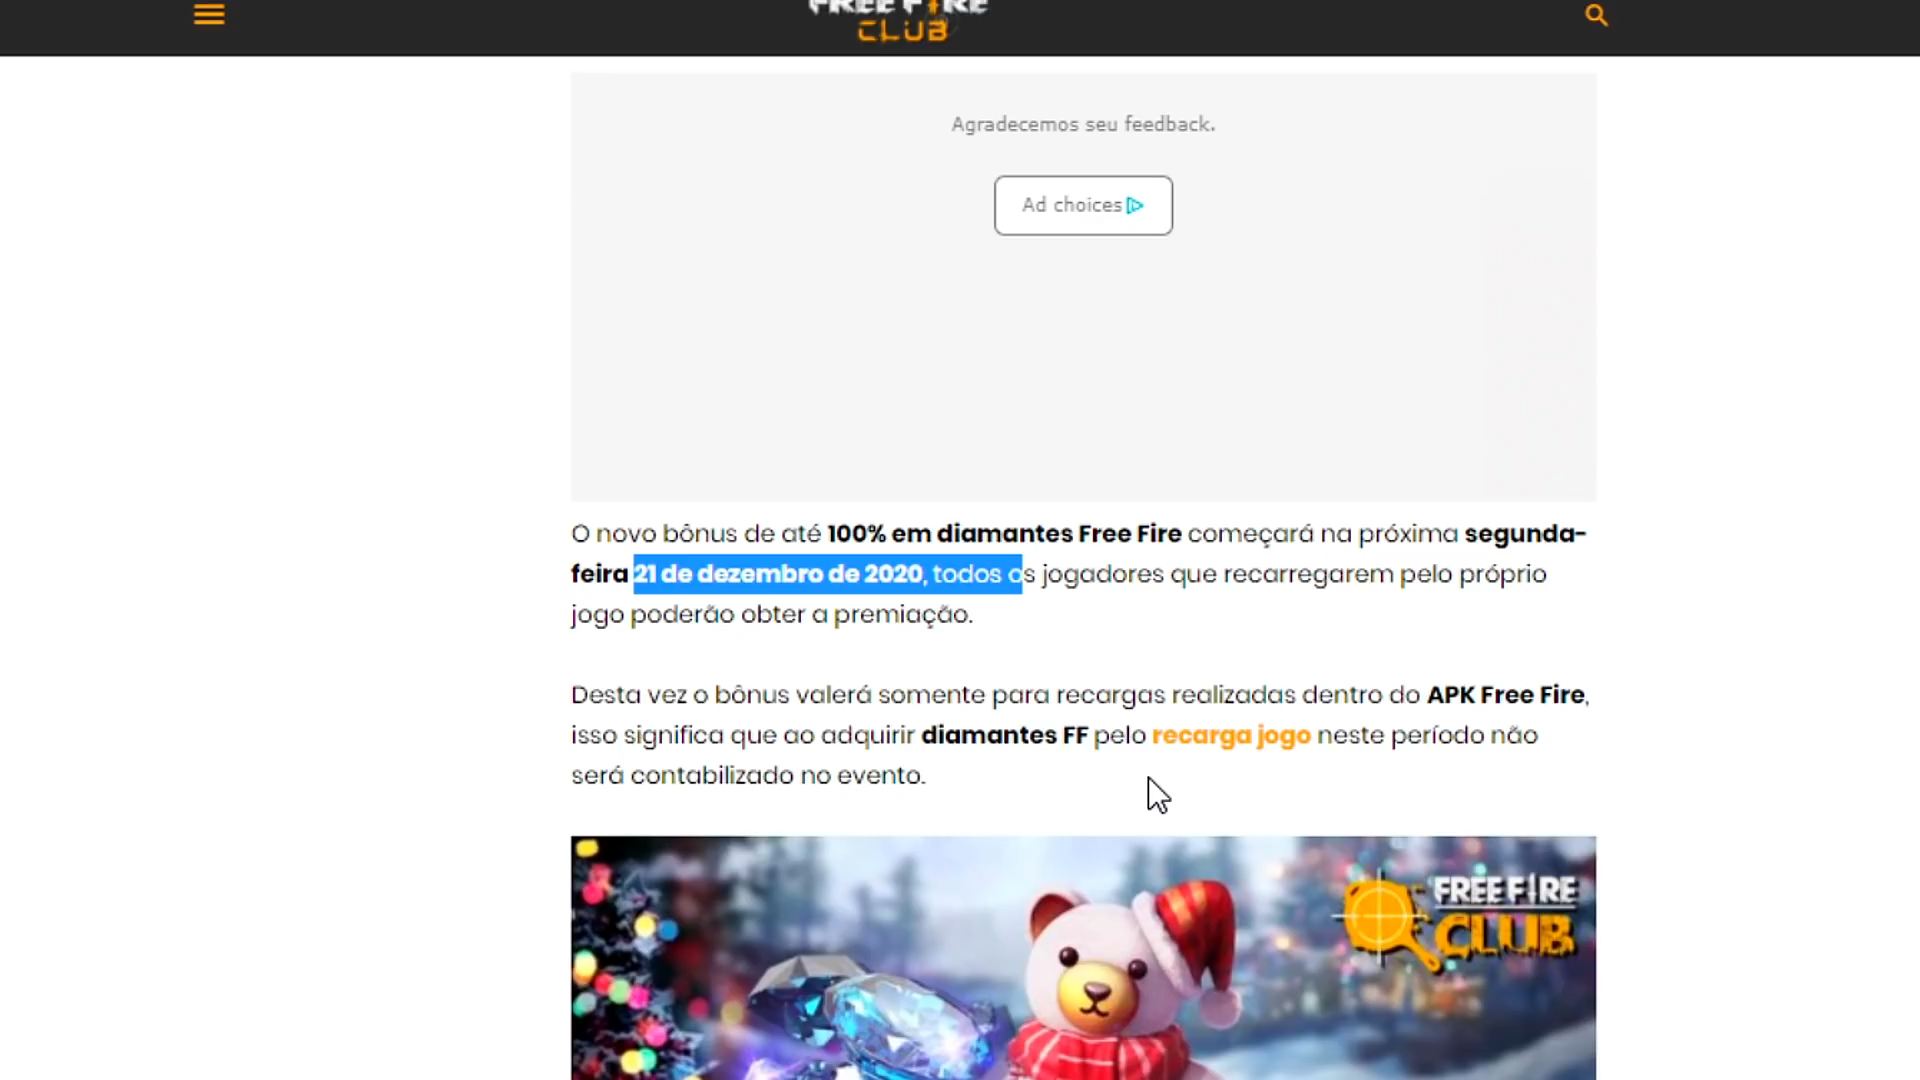 FREE FIRE
CLUB
Agradecemos seu feedback.
Ad choices
O novo bônus de até 100% em diamantes Free Fire começará na próxima segunda-
feira 21 de dezembro de 2020, todos os jogadores que recarregarem pelo próprio
jogo poderão obter a premiação.
Desta vez o bônus valerá somente para recargas realizadas dentro do APK Free Fire,
isso significa que ao adquirir diamantes FF pelo recarga jogo neste período não
será contabilizado no evento.
FREE FIRE
CLUB